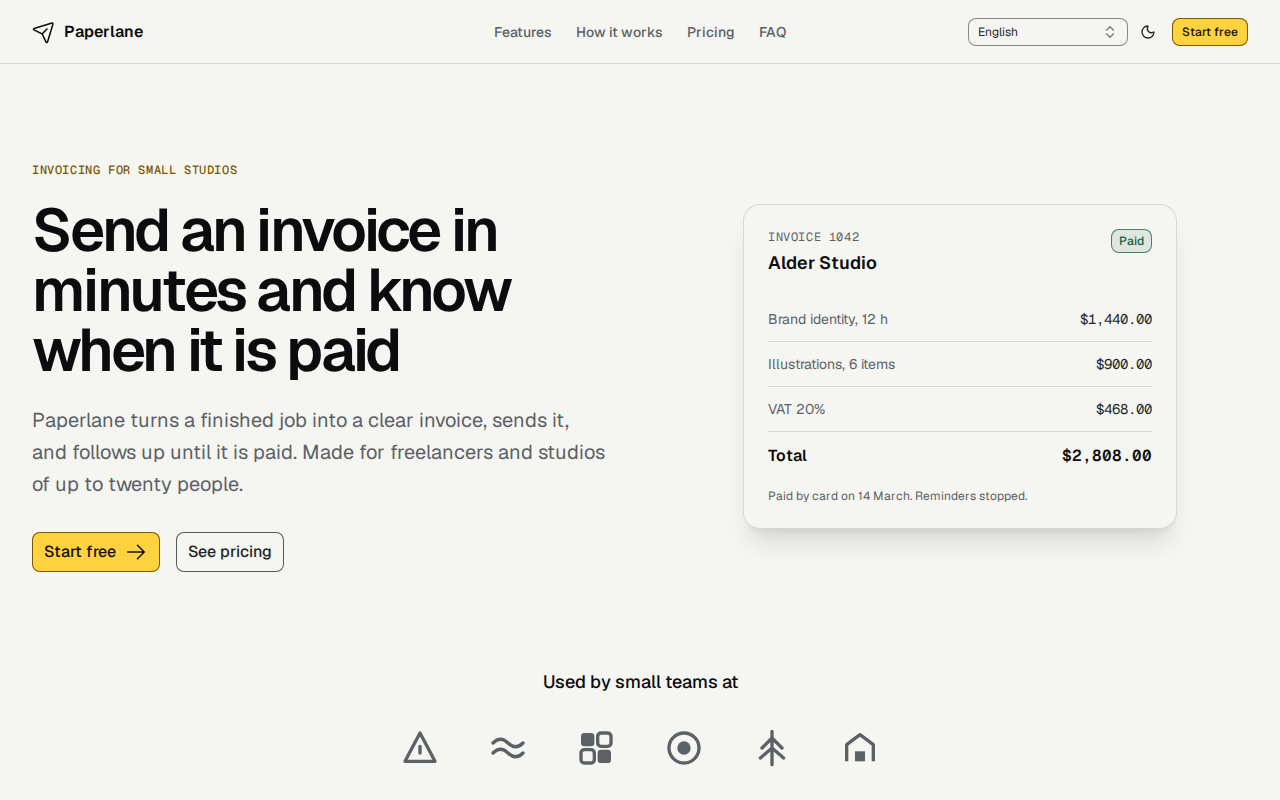 Paperlane
Features
How it works
Pricing
FAQ
English
Start free
INVOICING FOR SMALL STUDIOS
Send an invoice in
minutes and know
when it is paid
Paperlane turns a finished job into a clear invoice, sends it,
and follows up until it is paid. Made for freelancers and studios
of up to twenty people.
Start free
See pricing
INVOICE 1042
Paid
Alder Studio
Brand identity, 12 h $1,440.00
Illustrations, 6 items $900.00
VAT 20% $468.00
Total $2,808.00
Paid by card on 14 March. Reminders stopped.
Used by small teams at